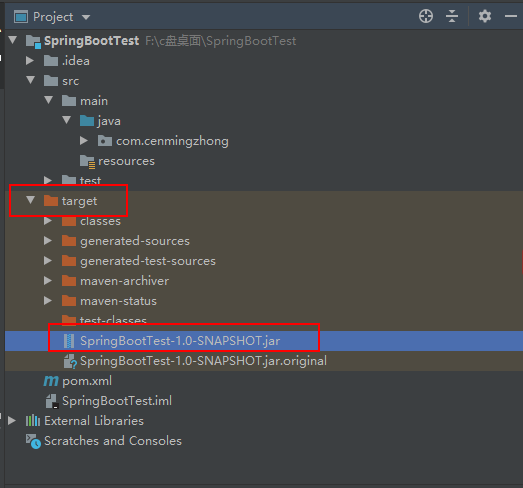 Project
SpringBootTest F:\c盘桌面\SpringBootTest
.idea
src
main
java
com.cenmingzhong
resources
test
target
classes
generated-sources
generated-test-sources
maven-archiver
maven-status
test-classes
SpringBootTest-1.0-SNAPSHOT.jar
SpringBootTest-1.0-SNAPSHOT.jar.original
m pom.xml
SpringBootTest.iml
External Libraries
Scratches and Consoles